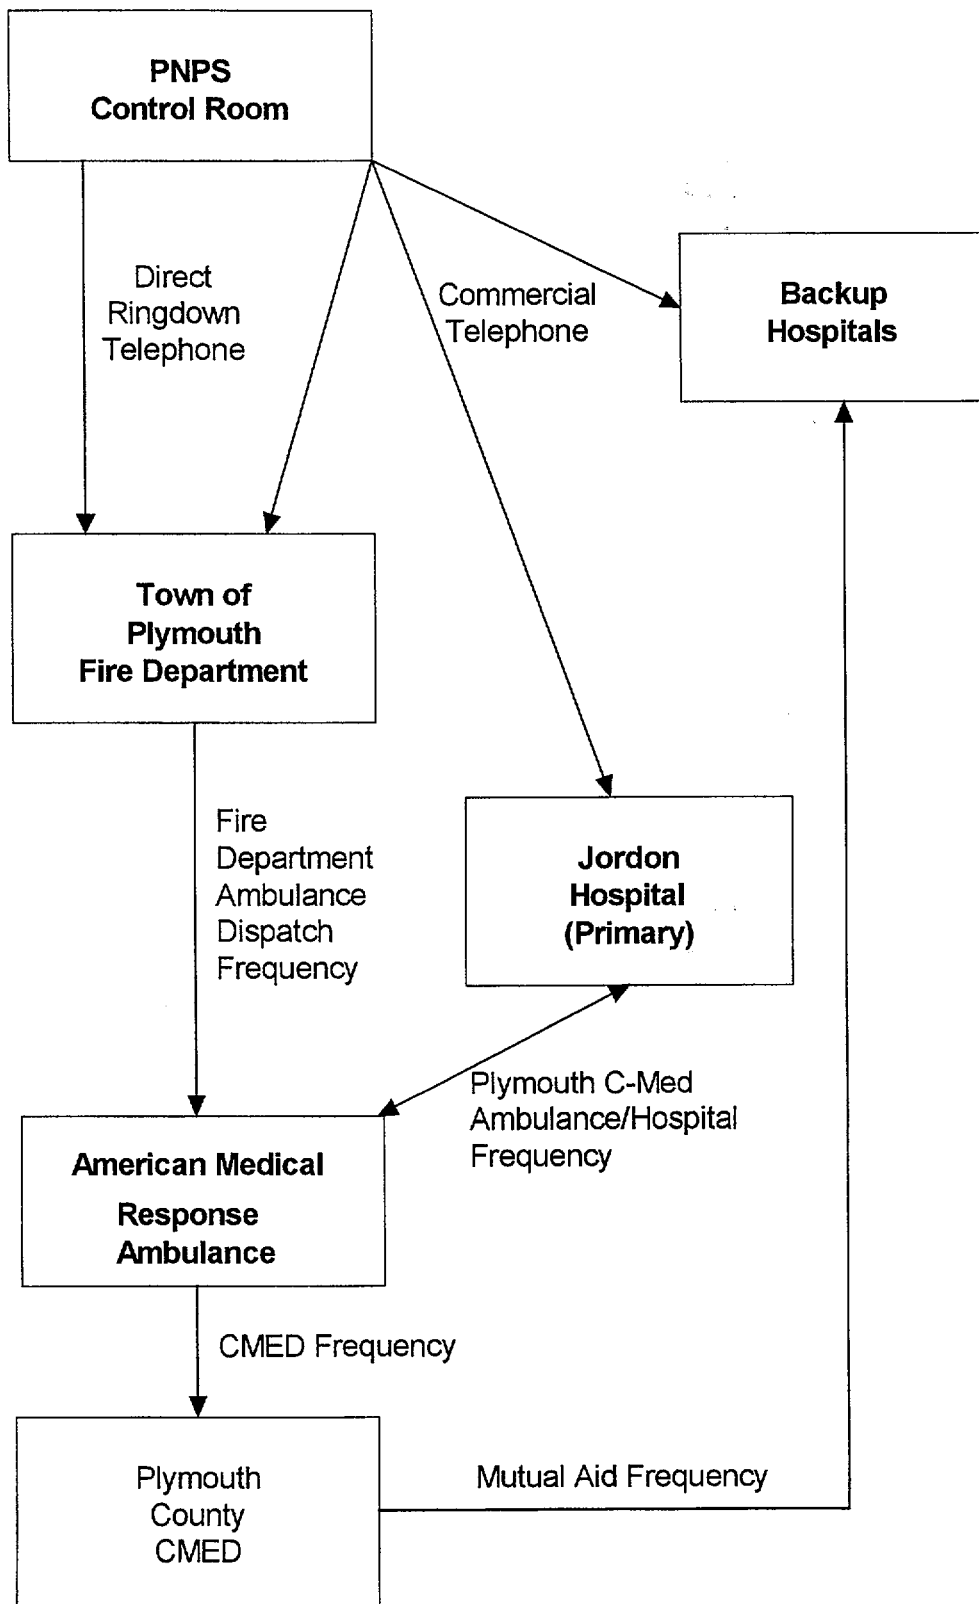 PNPS
Control Room
Direct
Ringdown
Telephone
Commercial
Telephone
Backup
Hospitals
Town of
Plymouth
Fire Department
Fire
Department
Ambulance
Dispatch
Frequency
Jordon
Hospital
(Primary)
Plymouth C-Med
Ambulance/Hospital
Frequency
American Medical
Response
Ambulance
CMED Frequency
Plymouth
County
CMED
Mutual Aid Frequency